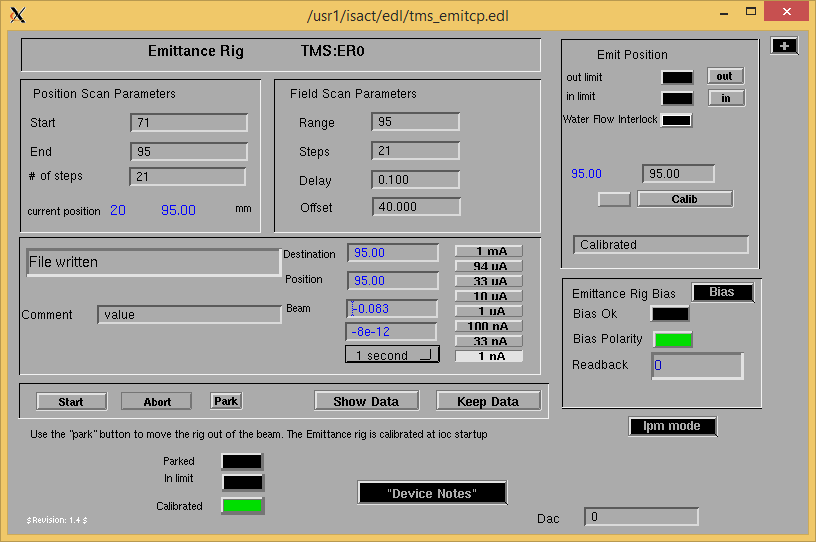 /usr1/isact/edl/tms_emitcp.edl
Emittance Rig TMS:ER0
+
Position Scan Parameters
Start 71
End 95
# of steps 21
current position 20 95.00 mm
Field Scan Parameters
Range 95
Steps 21
Delay 0.100
Offset 40.000
Emit Position
out limit out
in limit in
Water Flow Interlock
95.00 95.00
Calib
Calibrated
File written
Comment value
Destination 95.00
Position 95.00
Beam -0.083
-8e-12
1 second
1 mA
94 uA
33 uA
10 uA
1 uA
100 nA
33 nA
1 nA
Emittance Rig Bias Bias
Bias Ok
Bias Polarity
Readback 0
Start Abort Park Show Data Keep Data
Ipm mode
Use the "park" button to move the rig out of the beam. The Emittance rig is calibrated at ioc startup
Parked
In limit
Calibrated
"Device Notes"
$Revision: 1.4 $
Dac 0